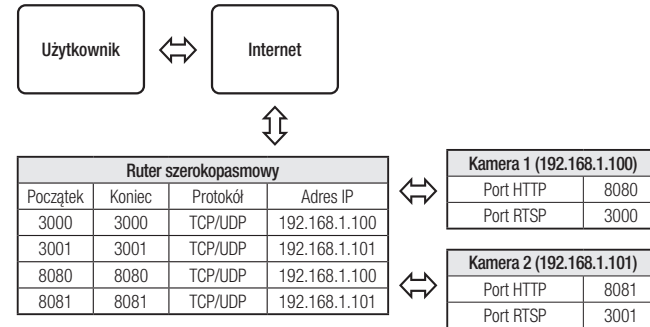 Użytkownik
Internet
Ruter szerokopasmowy
Początek Koniec Protokół Adres IP
3000 3000 TCP/UDP 192.168.1.100
3001 3001 TCP/UDP 192.168.1.101
8080 8080 TCP/UDP 192.168.1.100
8081 8081 TCP/UDP 192.168.1.101
Kamera 1 (192.168.1.100)
Port HTTP 8080
Port RTSP 3000
Kamera 2 (192.168.1.101)
Port HTTP 8081
Port RTSP 3001